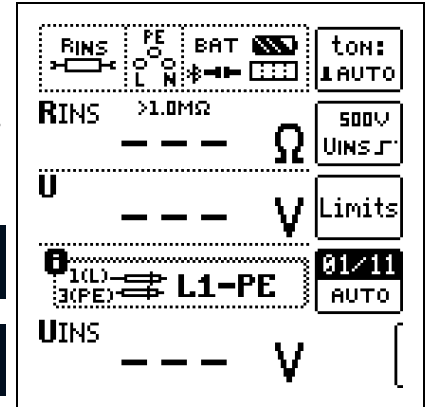 RINS PE BAT tON:
L N AUTO
RINS >1.0MΩ 500V
--- Ω UINS
U
--- V Limits
i 1(L) L1-PE 01/11
3(PE) AUTO
UINS
--- V